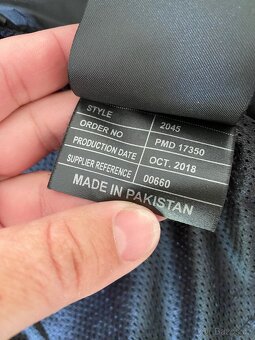 STYLE 2045
ORDER NO PMD 17350
PRODUCTION DATE OCT. 2018
SUPPLIER REFERENCE 00660
MADE IN PAKISTAN